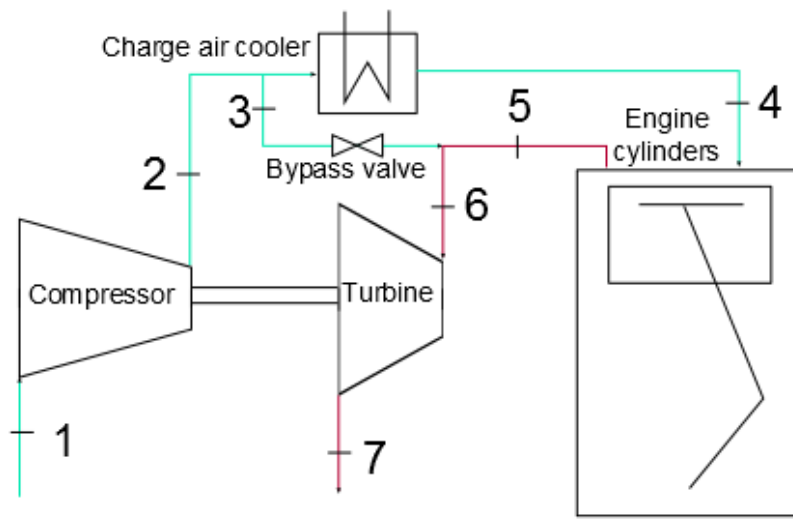 Charge air cooler
3
5
4
Engine
cylinders
Bypass valve
2
6
Compressor
Turbine
1
7